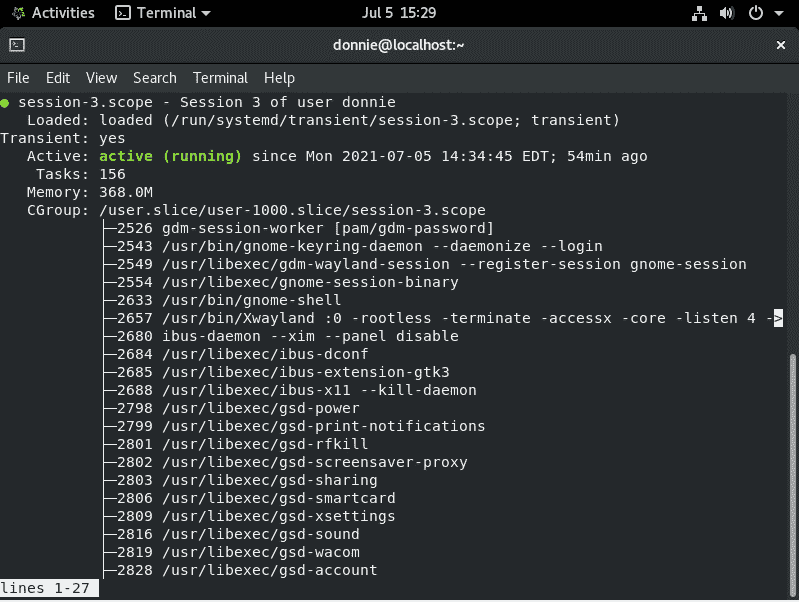 Activities Terminal Jul 5 15:29
donnie@localhost:~ ×
File Edit View Search Terminal Help
● session-3.scope - Session 3 of user donnie
   Loaded: loaded (/run/systemd/transient/session-3.scope; transient)
Transient: yes
   Active: active (running) since Mon 2021-07-05 14:34:45 EDT; 54min ago
    Tasks: 156
   Memory: 368.0M
   CGroup: /user.slice/user-1000.slice/session-3.scope
           ├─2526 gdm-session-worker [pam/gdm-password]
           ├─2543 /usr/bin/gnome-keyring-daemon --daemonize --login
           ├─2549 /usr/libexec/gdm-wayland-session --register-session gnome-session
           ├─2554 /usr/libexec/gnome-session-binary
           ├─2633 /usr/bin/gnome-shell
           ├─2657 /usr/bin/Xwayland :0 -rootless -terminate -accessx -core -listen 4 ->
           ├─2680 ibus-daemon --xim --panel disable
           ├─2684 /usr/libexec/ibus-dconf
           ├─2685 /usr/libexec/ibus-extension-gtk3
           ├─2688 /usr/libexec/ibus-x11 --kill-daemon
           ├─2798 /usr/libexec/gsd-power
           ├─2799 /usr/libexec/gsd-print-notifications
           ├─2801 /usr/libexec/gsd-rfkill
           ├─2802 /usr/libexec/gsd-screensaver-proxy
           ├─2803 /usr/libexec/gsd-sharing
           ├─2806 /usr/libexec/gsd-smartcard
           ├─2809 /usr/libexec/gsd-xsettings
           ├─2816 /usr/libexec/gsd-sound
           ├─2819 /usr/libexec/gsd-wacom
           ├─2828 /usr/libexec/gsd-account
lines 1-27